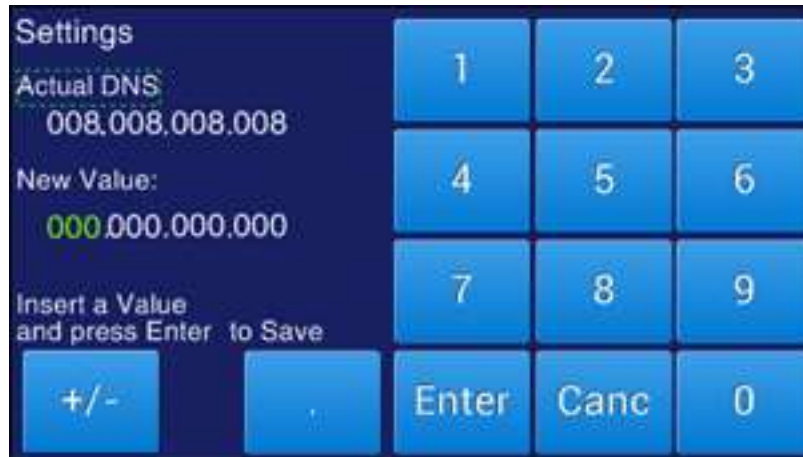 Settings
Actual DNS
008.008.008.008
New Value:
000.000.000.000
Insert a Value
and press Enter to Save
1 2 3
4 5 6
7 8 9
+/- . Enter Canc 0